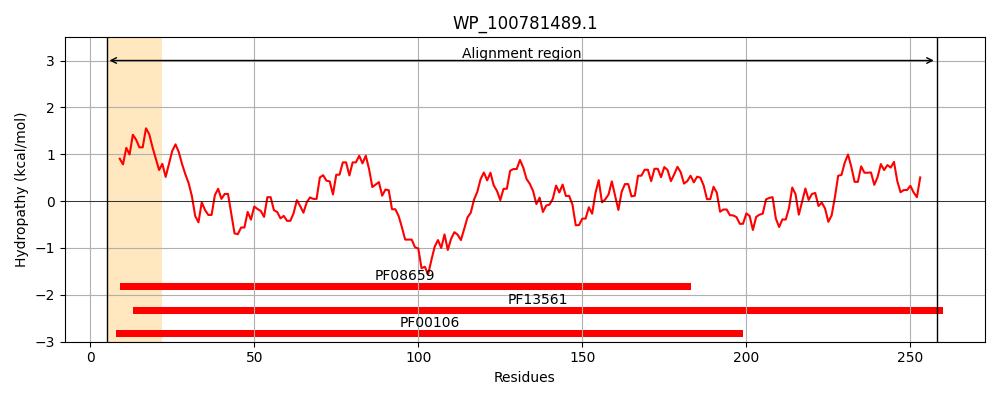 WP_100781489.1
Alignment region
3
2
1
0
−1
−2
−3
Hydropathy (kcal/mol)
PF08659
PF13561
PF00106
0 50 100 150 200 250
Residues